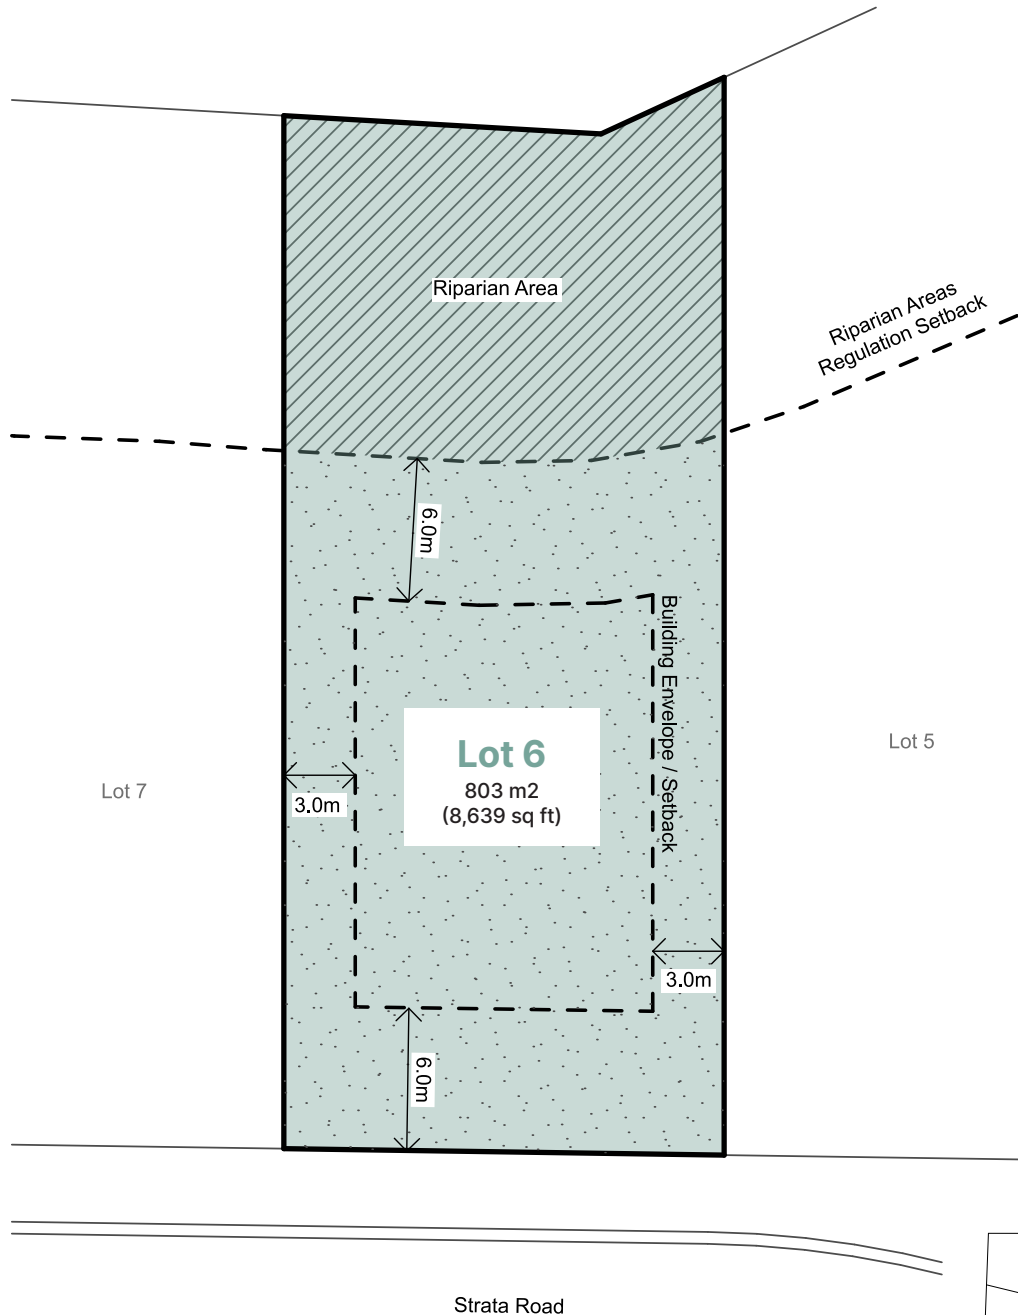 Riparian Area
Riparian Areas
Regulation Setback
6.0m
Building Envelope / Setback
Lot 6
803 m2
(8,639 sq ft)
Lot 5
Lot 7
3.0m
3.0m
6.0m
Strata Road